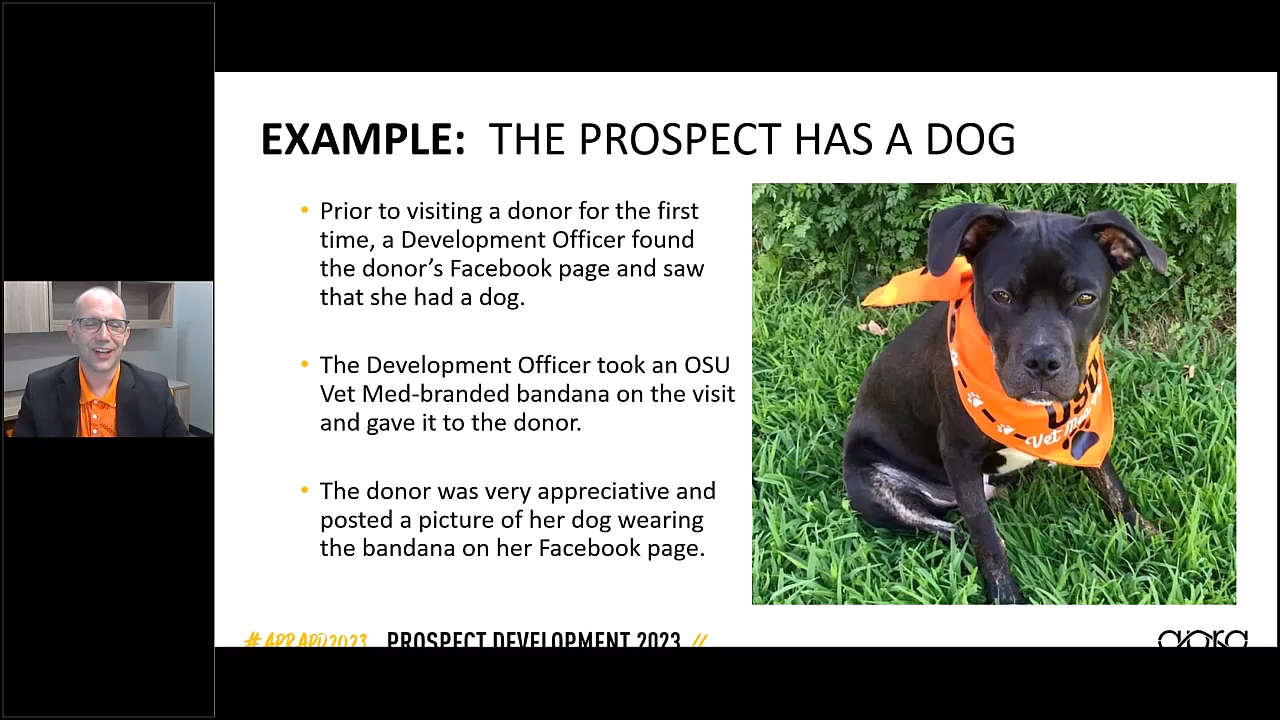 EXAMPLE: THE PROSPECT HAS A DOG
• Prior to visiting a donor for the first
time, a Development Officer found
the donor’s Facebook page and saw
that she had a dog.
• The Development Officer took an OSU
Vet Med-branded bandana on the visit
and gave it to the donor.
• The donor was very appreciative and
posted a picture of her dog wearing
the bandana on her Facebook page.
OSU
Vet Med
#APRAPD2023 PROSPECT DEVELOPMENT 2023 //
apra